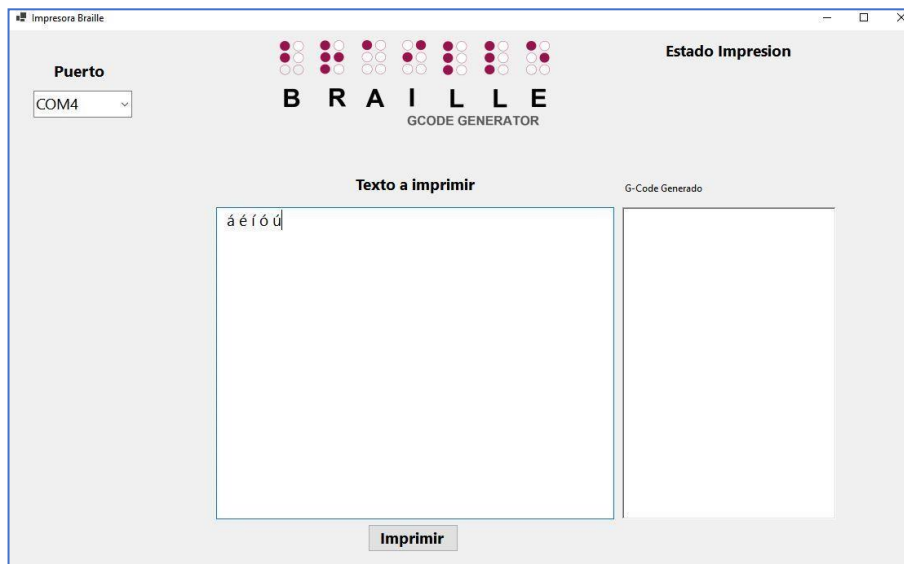 Impresora Braille
Puerto
COM4
B R A I L L E
GCODE GENERATOR
Estado Impresion
Texto a imprimir
á é í ó ú
G-Code Generado
Imprimir